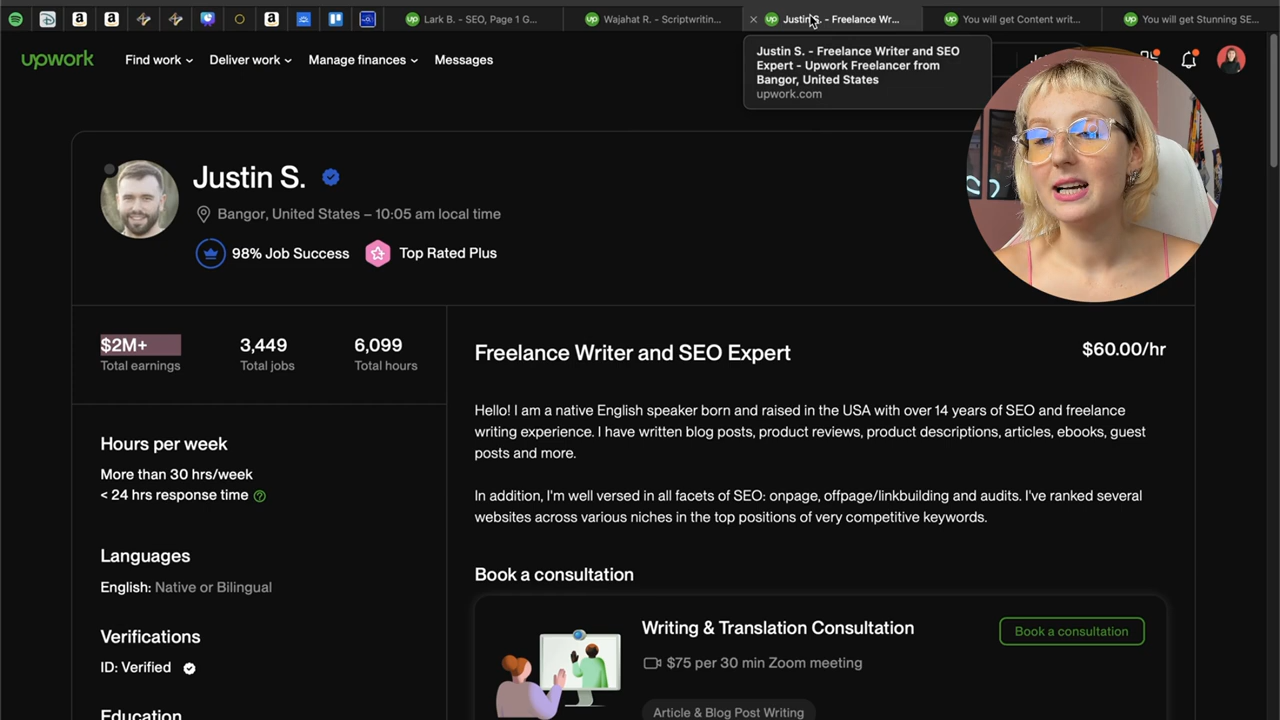 Lark B. - SEO, Page 1 G...
Wajahat R. - Scriptwriting...
Justin S. - Freelance Wr...
You will get Content writ...
You will get Stunning SE...
Justin S. - Freelance Writer and SEO
Expert - Upwork Freelancer from
Bangor, United States
upwork.com
upwork
Find work
Deliver work
Manage finances
Messages
Justin S.
Bangor, United States – 10:05 am local time
98% Job Success
Top Rated Plus
$2M+
Total earnings
3,449
Total jobs
6,099
Total hours
Hours per week
More than 30 hrs/week
< 24 hrs response time
Languages
English: Native or Bilingual
Verifications
ID: Verified
Education
Freelance Writer and SEO Expert
$60.00/hr
Hello! I am a native English speaker born and raised in the USA with over 14 years of SEO and freelance
writing experience. I have written blog posts, product reviews, product descriptions, articles, ebooks, guest
posts and more.
In addition, I'm well versed in all facets of SEO: onpage, offpage/linkbuilding and audits. I've ranked several
websites across various niches in the top positions of very competitive keywords.
Book a consultation
Writing & Translation Consultation
Book a consultation
$75 per 30 min Zoom meeting
Article & Blog Post Writing